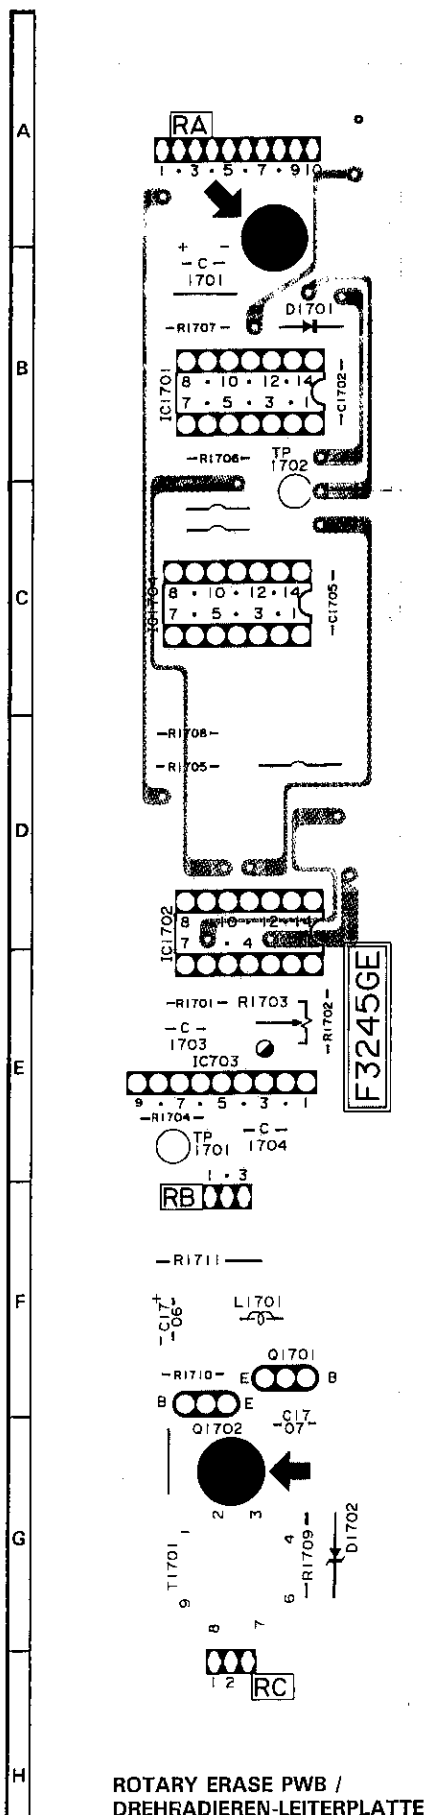 A
RA
1 · 3 · 5 · 7 · 9 10
+ -
-C-
1701
D1701
-R1707-
B
IC1701
8 · 10 · 12 · 14
7 · 5 · 3 · 1
-C1702-
-R1706-
TP
1702
C
IC1704
8 · 10 · 12 · 14
7 · 5 · 3 · 1
-C1705-
-R1708-
-R1705-
D
IC1702
8
7 · 4
F3245GE
-R1701-
R1703
-R1702-
-C-
1703
IC703
E
9 · 7 · 5 · 3 · 1
-R1704-
TP
1701
-C-
1704
1 · 3
RB
-R1711-
F
+
-C17
06-
L1701
Q1701
-R1710-
E B
B E
Q1702
-C17
07-
G
T1701
1 2 3 4
6 7 8 9
-R1709-
D1702
1 2
RC
H
ROTARY ERASE PWB /
DREHRADIEREN-LEITERPLATTE